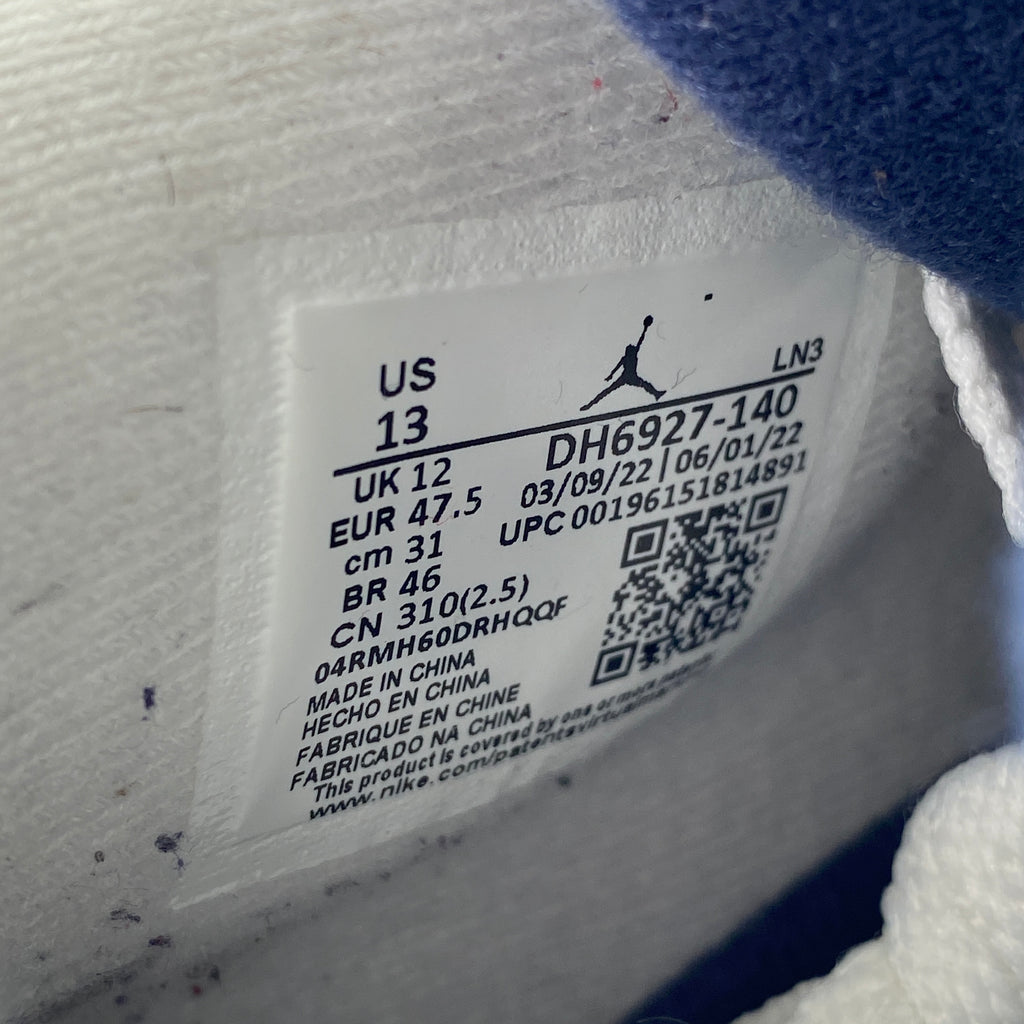 US
13
LN3
UK 12
DH6927-140
EUR 47.5
03/09/22 | 06/01/22
cm 31
UPC 00196151814891
BR 46
CN 310(2.5)
04RMH60DRHQQF
MADE IN CHINA
HECHO EN CHINA
FABRIQUE EN CHINE
FABRICADO NA CHINA
This product is covered by one or more patents
www.nike.com/patentsvirtual